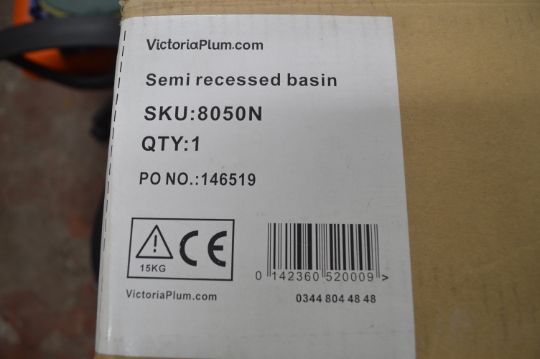 VictoriaPlum.com
Semi recessed basin
SKU:8050N
QTY:1
PO NO.:146519
15KG
CE
0 142360 520009 >
VictoriaPlum.com
0344 804 48 48